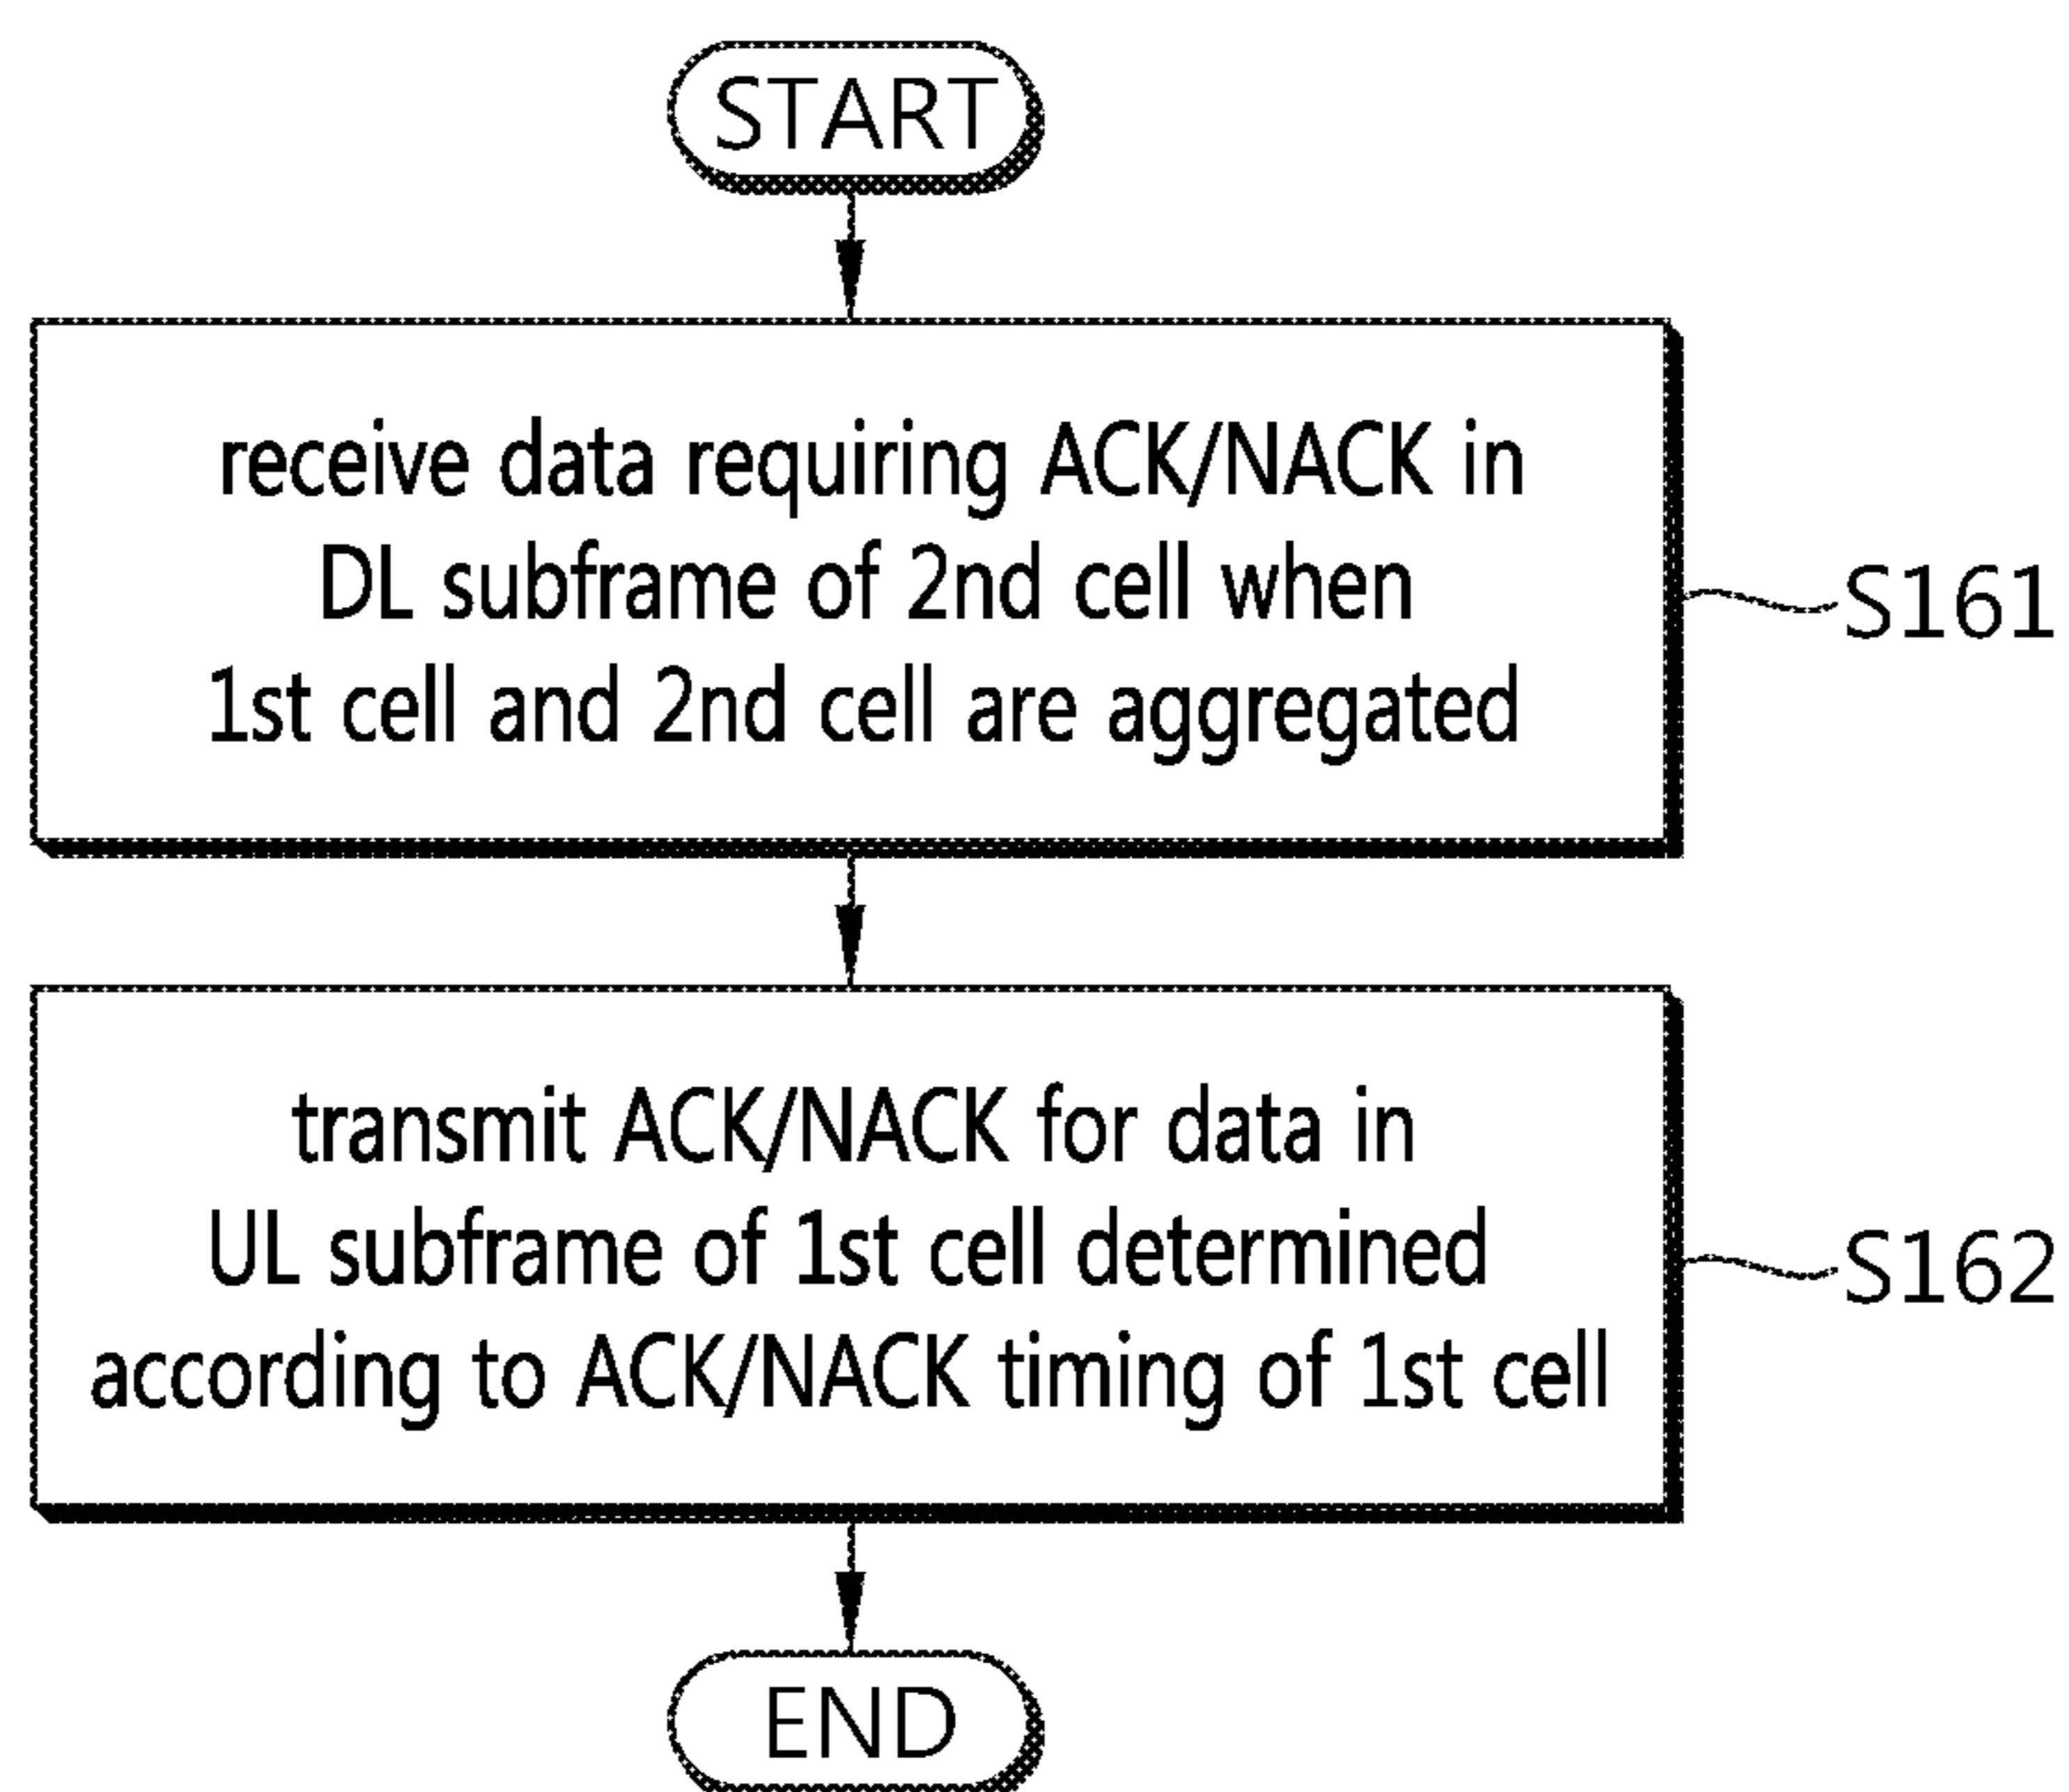 START
receive data requiring ACK/NACK in
DL subframe of 2nd cell when
1st cell and 2nd cell are aggregated
S161
transmit ACK/NACK for data in
UL subframe of 1st cell determined
according to ACK/NACK timing of 1st cell
S162
END